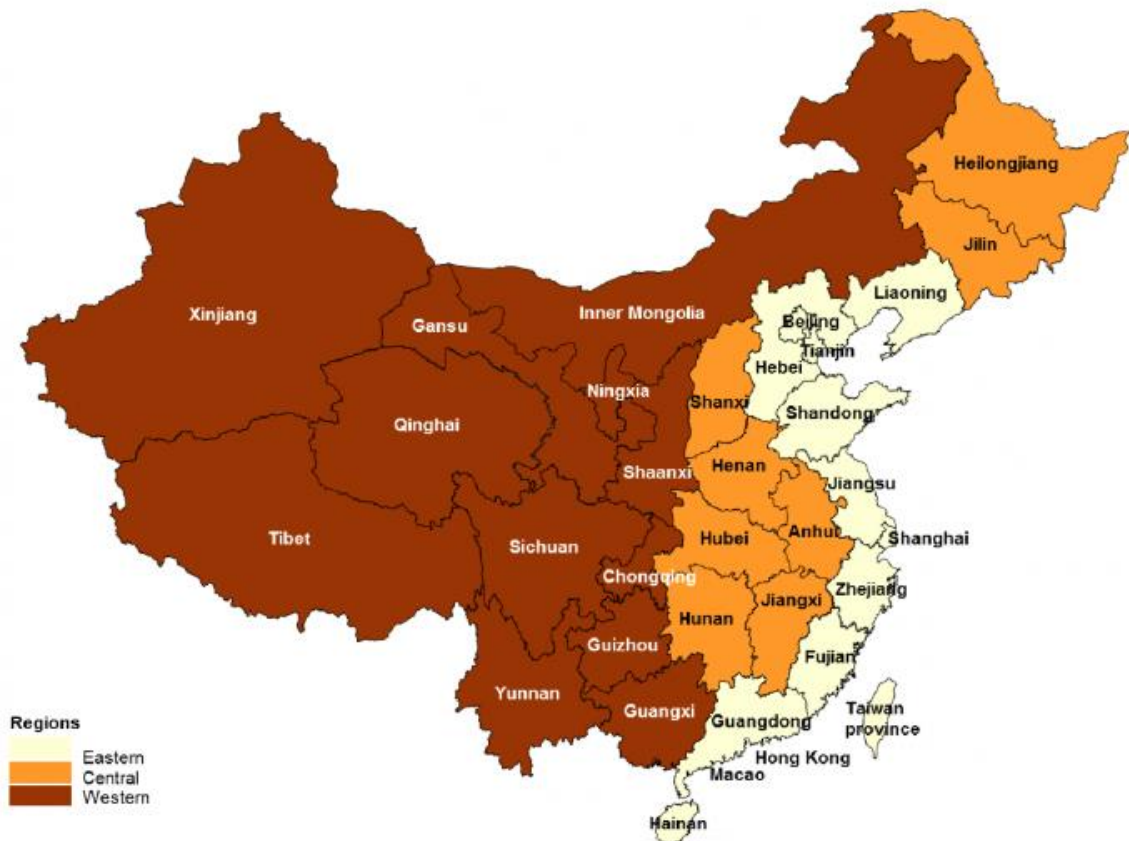 Heilongjiang
Jilin
Liaoning
Xinjiang
Gansu
Inner Mongolia
Beijing
Tianjin
Hebei
Ningxia
Shanxi
Shandong
Qinghai
Henan
Shaanxi
Jiangsu
Tibet
Sichuan
Hubei
Anhui
Shanghai
Chongqing
Zhejiang
Jiangxi
Hunan
Guizhou
Fujian
Yunnan
Guangxi
Guangdong
Taiwan
province
Hong Kong
Macao
Hainan
Regions
Eastern
Central
Western